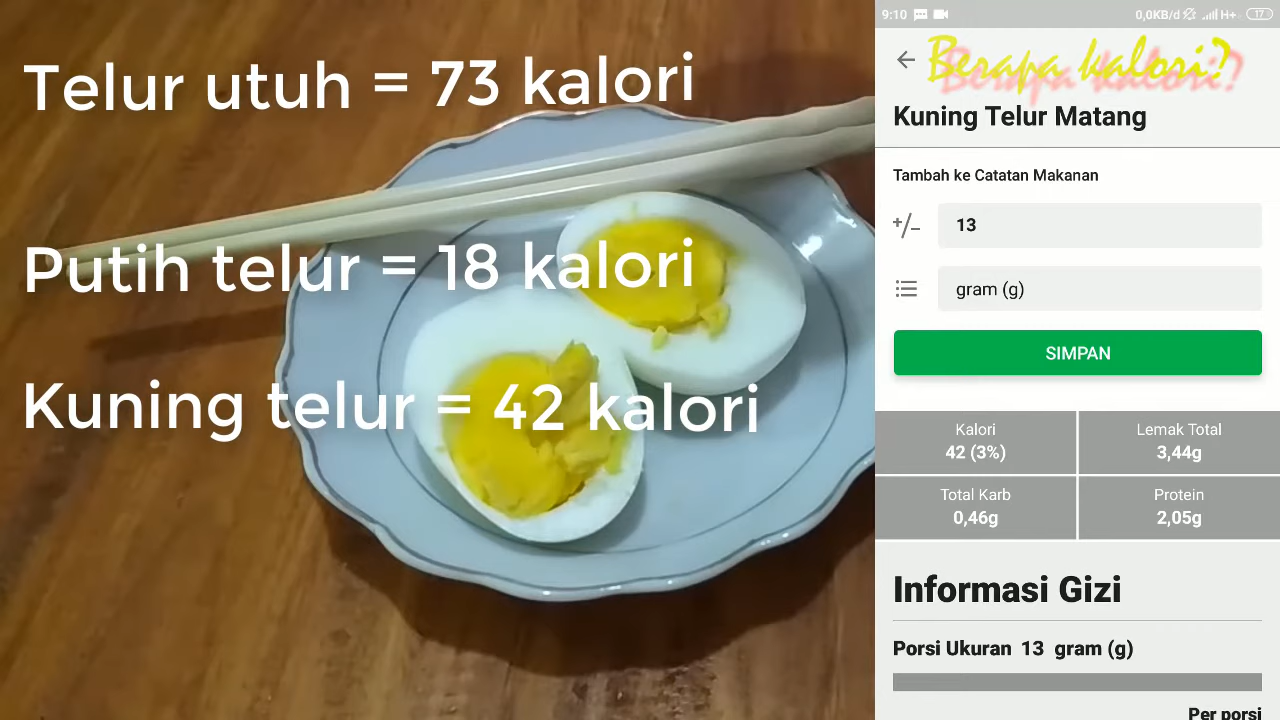 Telur utuh = 73 kalori
Putih telur = 18 kalori
Kuning telur = 42 kalori
9:10
0,0KB/d
H+
17
Berapa kalori?
Kuning Telur Matang
Tambah ke Catatan Makanan
+/-
13
gram (g)
SIMPAN
Kalori
42 (3%)
Lemak Total
3,44g
Total Karb
0,46g
Protein
2,05g
Informasi Gizi
Porsi Ukuran 13 gram (g)
Per porsi